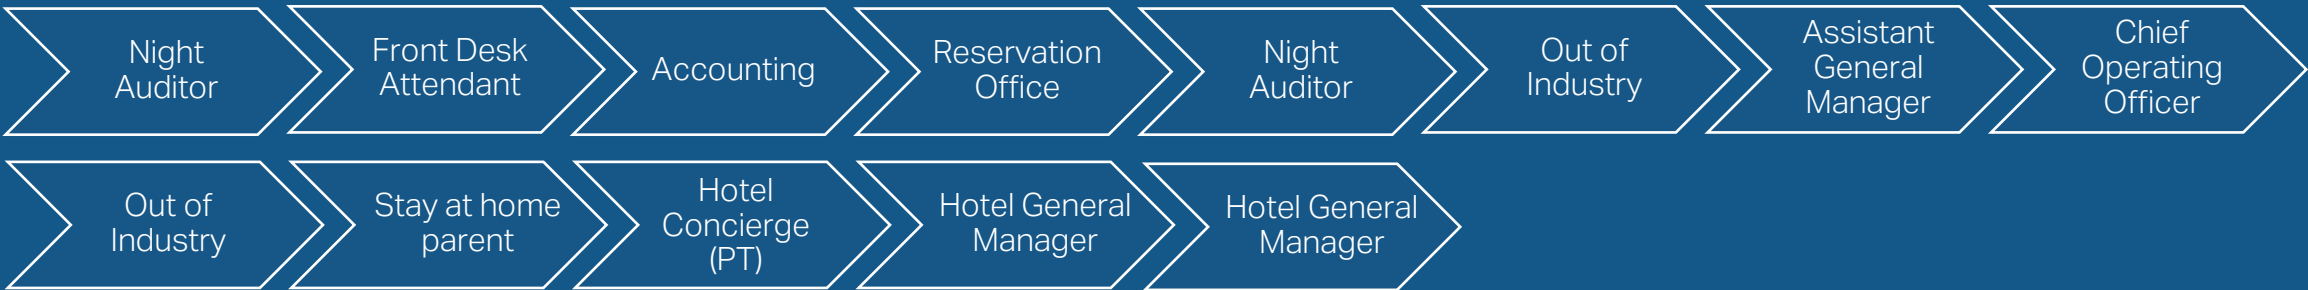 Night
Auditor
Front Desk
Attendant
Accounting
Reservation
Office
Night
Auditor
Out of
Industry
Assistant
General
Manager
Chief
Operating
Officer
Out of
Industry
Stay at home
parent
Hotel
Concierge
(PT)
Hotel General
Manager
Hotel General
Manager